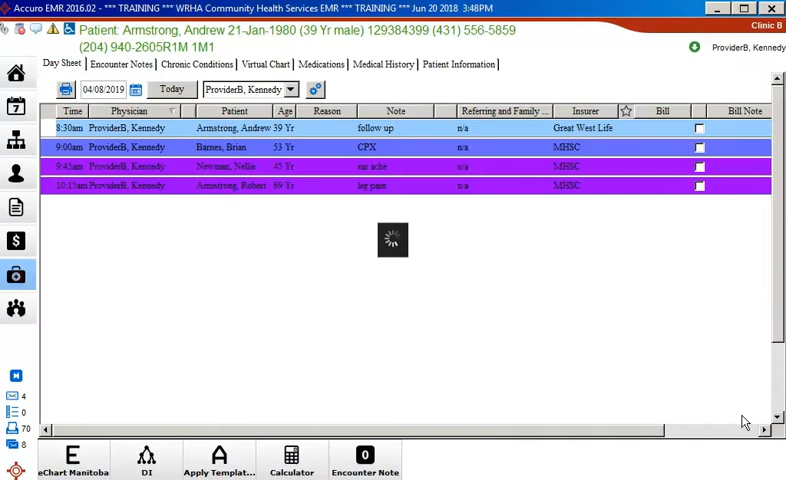 Accuro EMR 2016.02 - *** TRAINING *** WRHA Community Health Services EMR *** TRAINING *** Jun 20 2018 3:48PM
Patient: Armstrong, Andrew 21-Jan-1980 (39 Yr male) 129384399 (431) 556-5859
(204) 940-2605R1M 1M1
Clinic B
ProviderB, Kennedy
Day Sheet Encounter Notes Chronic Conditions Virtual Chart Medications Medical History Patient Information
04/08/2019 Today ProviderB, Kennedy
Time Physician Patient Age Reason Note Referring and Family ... Insurer Bill Bill Note
8:30am ProviderB, Kennedy Armstrong, Andrew 39 Yr follow up n/a Great West Life
9:00am ProviderB, Kennedy Barnes, Brian 53 Yr CPX n/a MHSC
9:45am ProviderB, Kennedy Newman, Nellie 45 Yr ear ache n/a MHSC
10:15am ProviderB, Kennedy Armstrong, Robert 69 Yr leg pain n/a MHSC
7
$
4
0
70
8
E
eChart Manitoba
DI
A
Apply Templat...
Calculator
0
Encounter Note